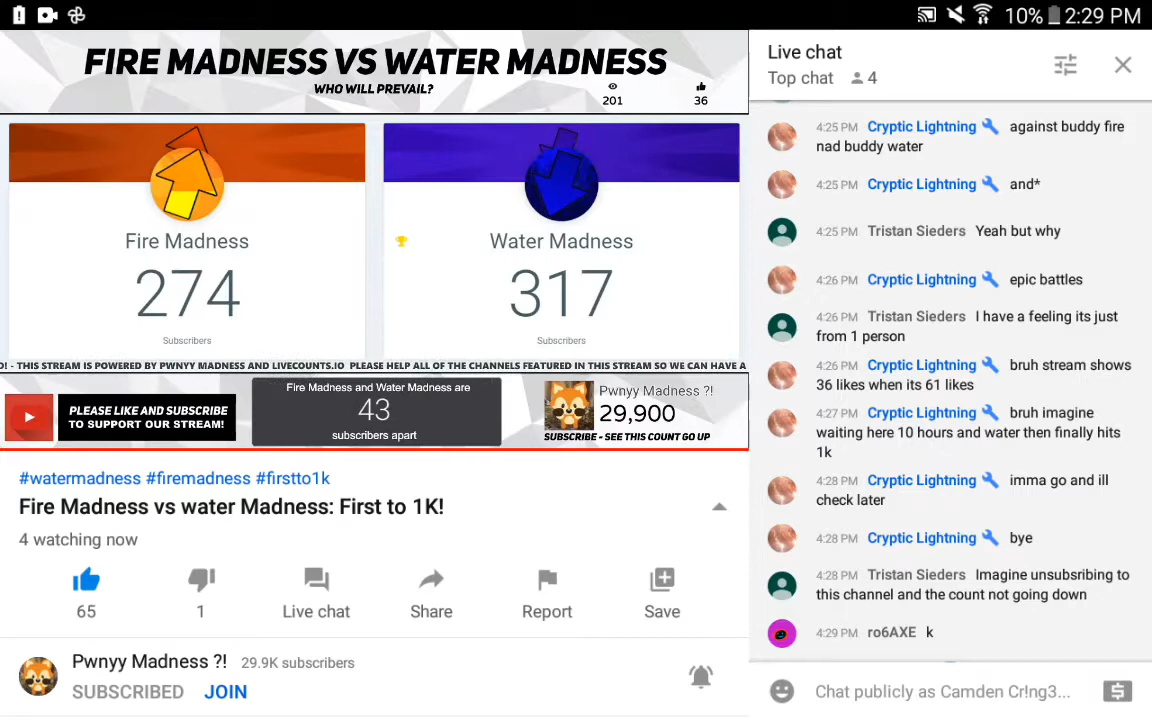 10% 2:29 PM
FIRE MADNESS VS WATER MADNESS
WHO WILL PREVAIL?
201
36
Fire Madness
274
Subscribers
Water Madness
317
Subscribers
O! - THIS STREAM IS POWERED BY PWNYY MADNESS AND LIVECOUNTS.IO PLEASE HELP ALL OF THE CHANNELS FEATURED IN THIS STREAM SO WE CAN HAVE A
PLEASE LIKE AND SUBSCRIBE
TO SUPPORT OUR STREAM!
Fire Madness and Water Madness are
43
subscribers apart
Pwnyy Madness ?!
29,900
SUBSCRIBE - SEE THIS COUNT GO UP
#watermadness #firemadness #firstto1k
Fire Madness vs water Madness: First to 1K!
4 watching now
65
1
Live chat
Share
Report
Save
Pwnyy Madness ?! 29.9K subscribers
SUBSCRIBED JOIN
Live chat
Top chat 4
4:25 PM Cryptic Lightning against buddy fire
nad buddy water
4:25 PM Cryptic Lightning and*
4:25 PM Tristan Sieders Yeah but why
4:26 PM Cryptic Lightning epic battles
4:26 PM Tristan Sieders I have a feeling its just
from 1 person
4:26 PM Cryptic Lightning bruh stream shows
36 likes when its 61 likes
4:27 PM Cryptic Lightning bruh imagine
waiting here 10 hours and water then finally hits
1k
4:28 PM Cryptic Lightning imma go and ill
check later
4:28 PM Cryptic Lightning bye
4:28 PM Tristan Sieders Imagine unsubsribing to
this channel and the count not going down
4:29 PM ro6AXE k
Chat publicly as Camden Cr!ng3...